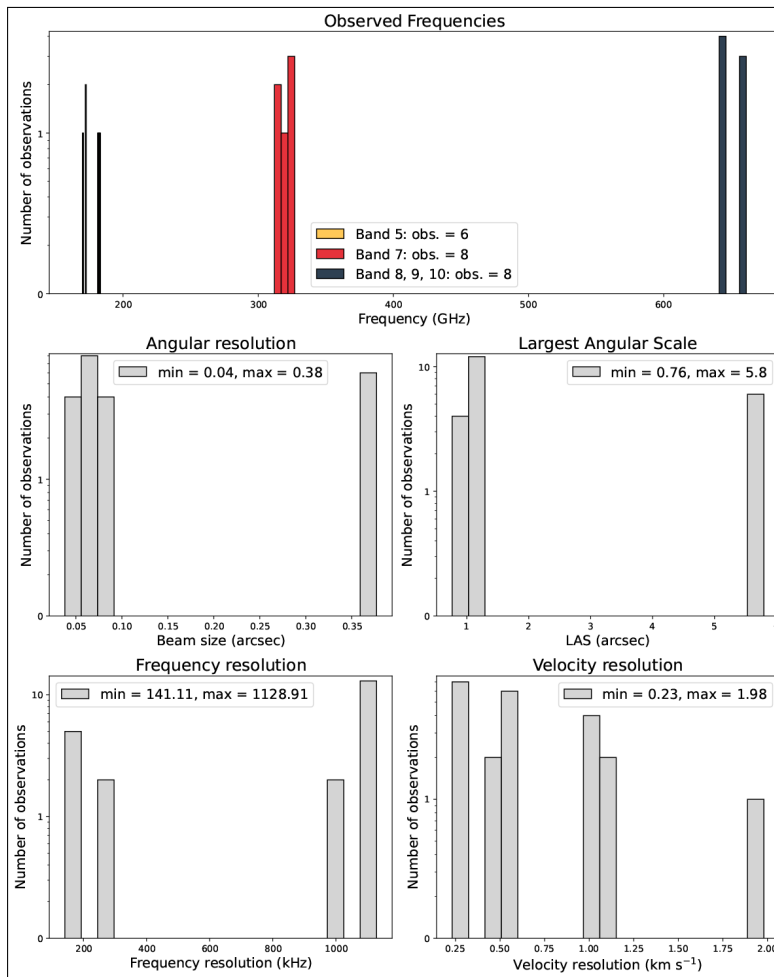 Observed Frequencies
Number of observations
1
0
Band 5: obs. = 6
Band 7: obs. = 8
Band 8, 9, 10: obs. = 8
200 300 400 500 600
Frequency (GHz)
Angular resolution
Number of observations
1
0
min = 0.04, max = 0.38
0.05 0.10 0.15 0.20 0.25 0.30 0.35
Beam size (arcsec)
Largest Angular Scale
Number of observations
10
1
0
min = 0.76, max = 5.8
1 2 3 4 5 6
LAS (arcsec)
Frequency resolution
Number of observations
10
1
0
min = 141.11, max = 1128.91
200 400 600 800 1000
Frequency resolution (kHz)
Velocity resolution
Number of observations
1
0
min = 0.23, max = 1.98
0.25 0.50 0.75 1.00 1.25 1.50 1.75 2.00
Velocity resolution (km s⁻¹)